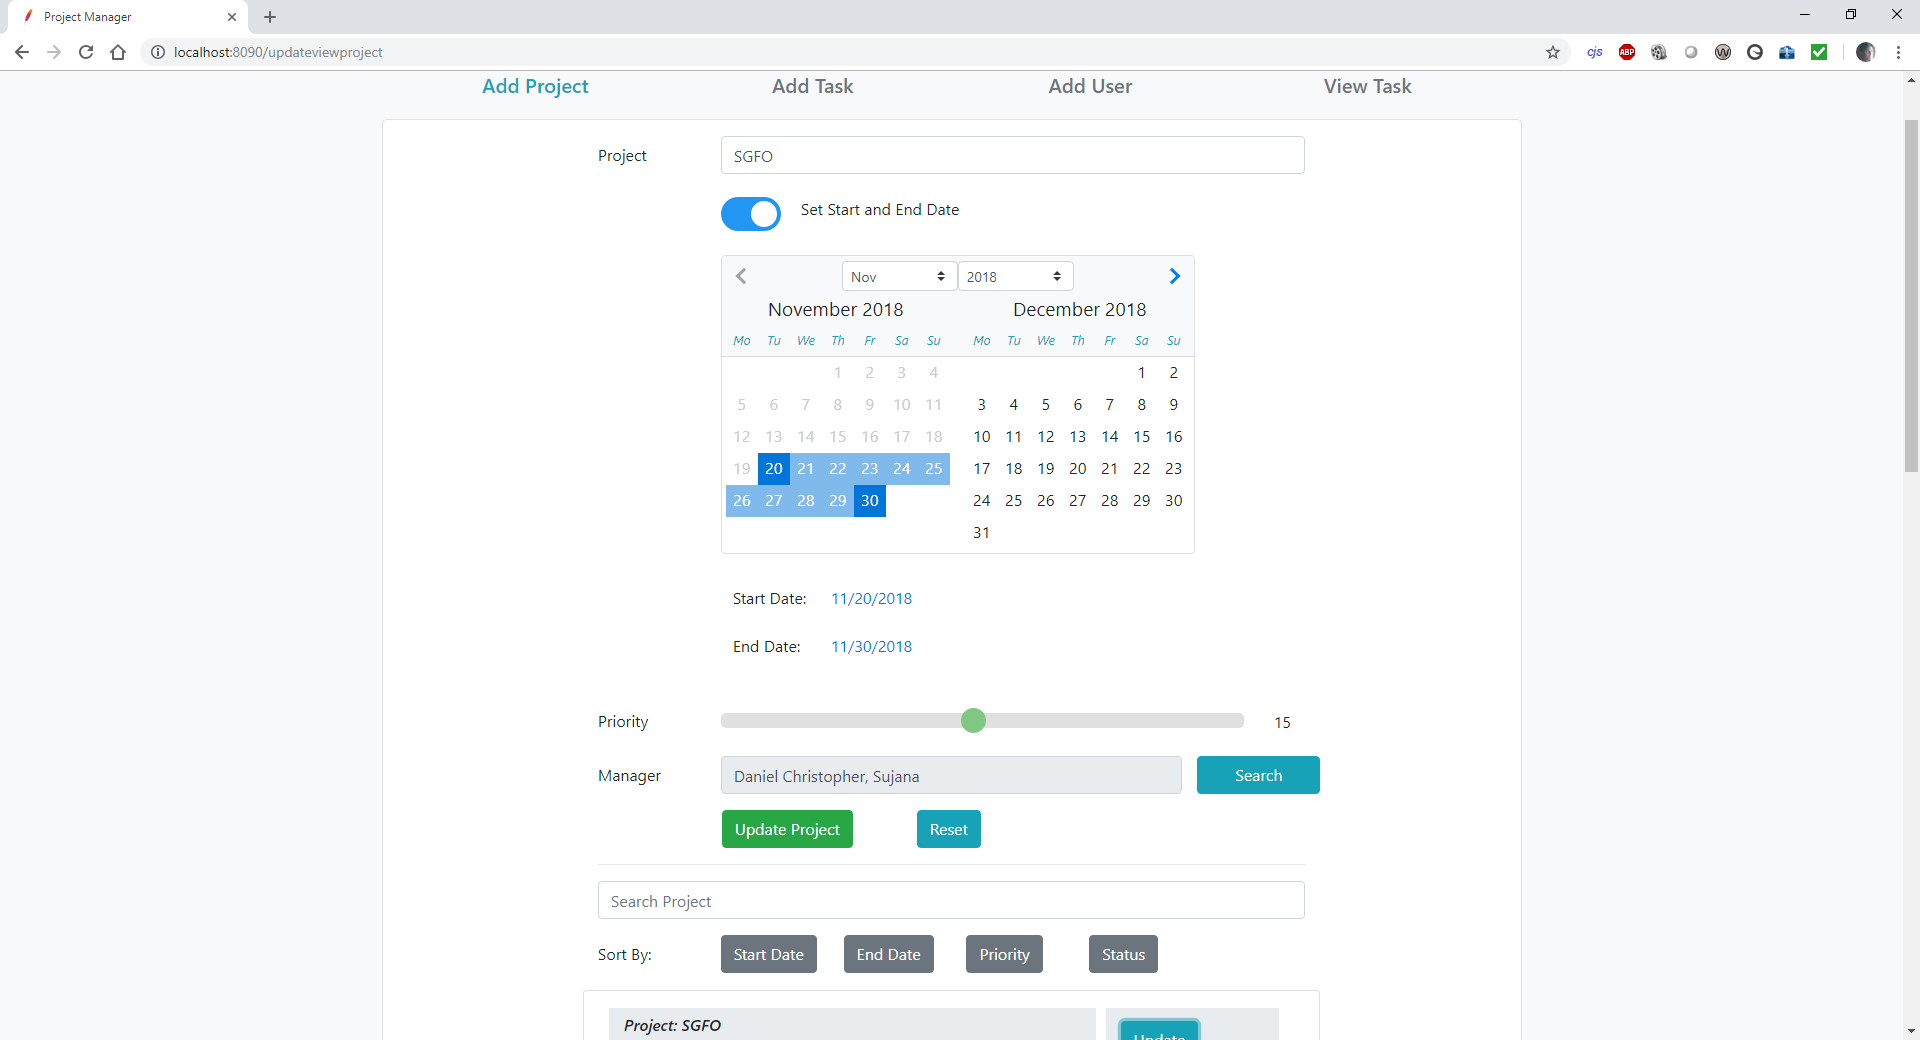 Project Manager
localhost:8090/updateviewproject
cjs ABP
Add Project Add Task Add User View Task
Project SGFO
Set Start and End Date
Nov 2018
November 2018 December 2018
Mo Tu We Th Fr Sa Su Mo Tu We Th Fr Sa Su
1 2 3 4 1 2
5 6 7 8 9 10 11 3 4 5 6 7 8 9
12 13 14 15 16 17 18 10 11 12 13 14 15 16
19 20 21 22 23 24 25 17 18 19 20 21 22 23
26 27 28 29 30 24 25 26 27 28 29 30
31
Start Date: 11/20/2018
End Date: 11/30/2018
Priority 15
Manager Daniel Christopher, Sujana Search
Update Project Reset
Search Project
Sort By: Start Date End Date Priority Status
Project: SGFO
Update